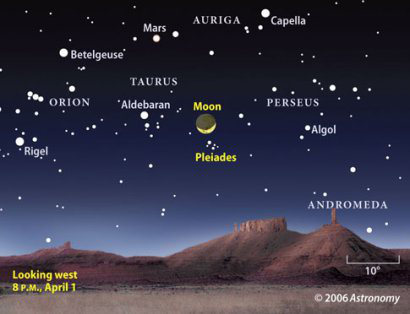 AURIGA
Capella
Mars
Betelgeuse
TAURUS
ORION
Aldebaran
Moon
PERSEUS
Algol
Rigel
Pleiades
ANDROMEDA
Looking west
8 P.M., April 1
10°
© 2006 Astronomy